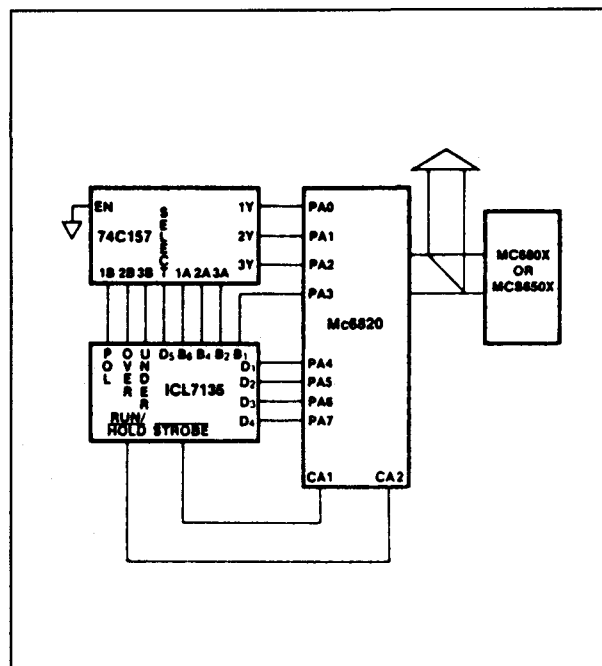 EN
SELECT
1Y
74C157
2Y
1B 2B 3B
1A 2A 3A
3Y
PA0
PA1
PA2
PA3
Mc6820
PA4
PA5
PA6
PA7
CA1 CA2
MC680X
OR
MCS650X
POL
OVER
UNDER
D5 B8 B4 B2 B1
D1
ICL7135
D2
D3
RUN/
HOLD STROBE
D4